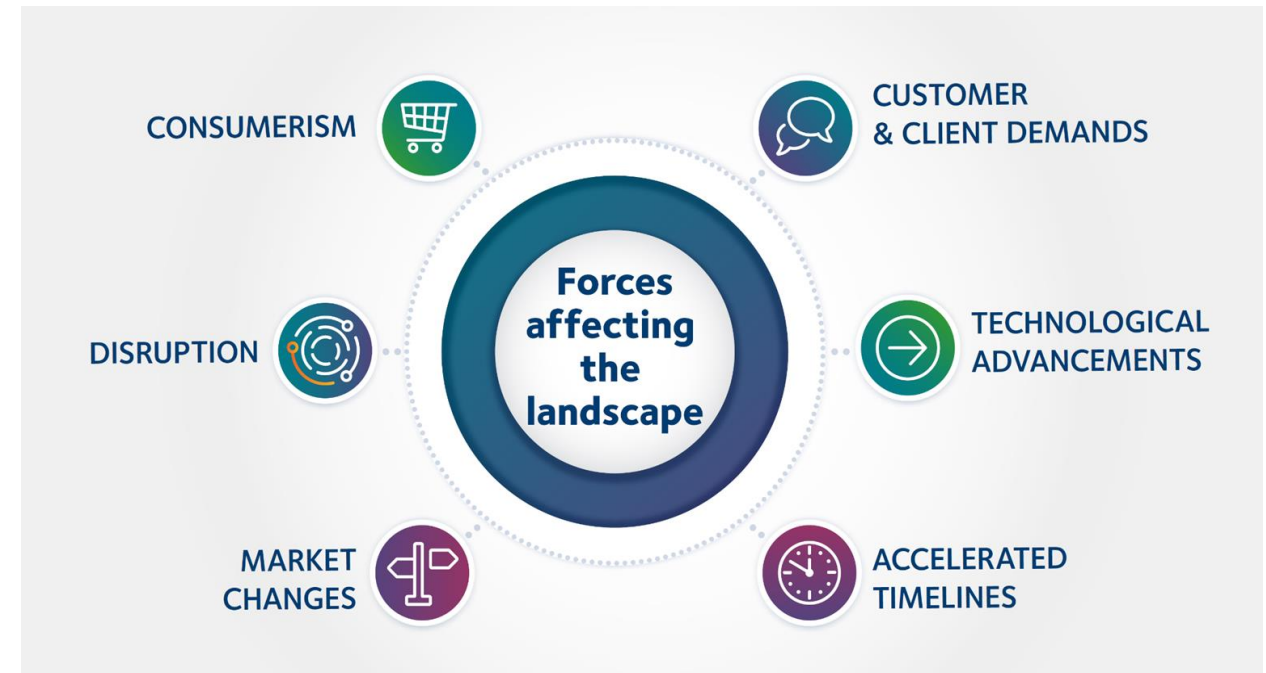 CONSUMERISM
CUSTOMER
& CLIENT DEMANDS
Forces
affecting
the
landscape
DISRUPTION
TECHNOLOGICAL
ADVANCEMENTS
MARKET
CHANGES
ACCELERATED
TIMELINES